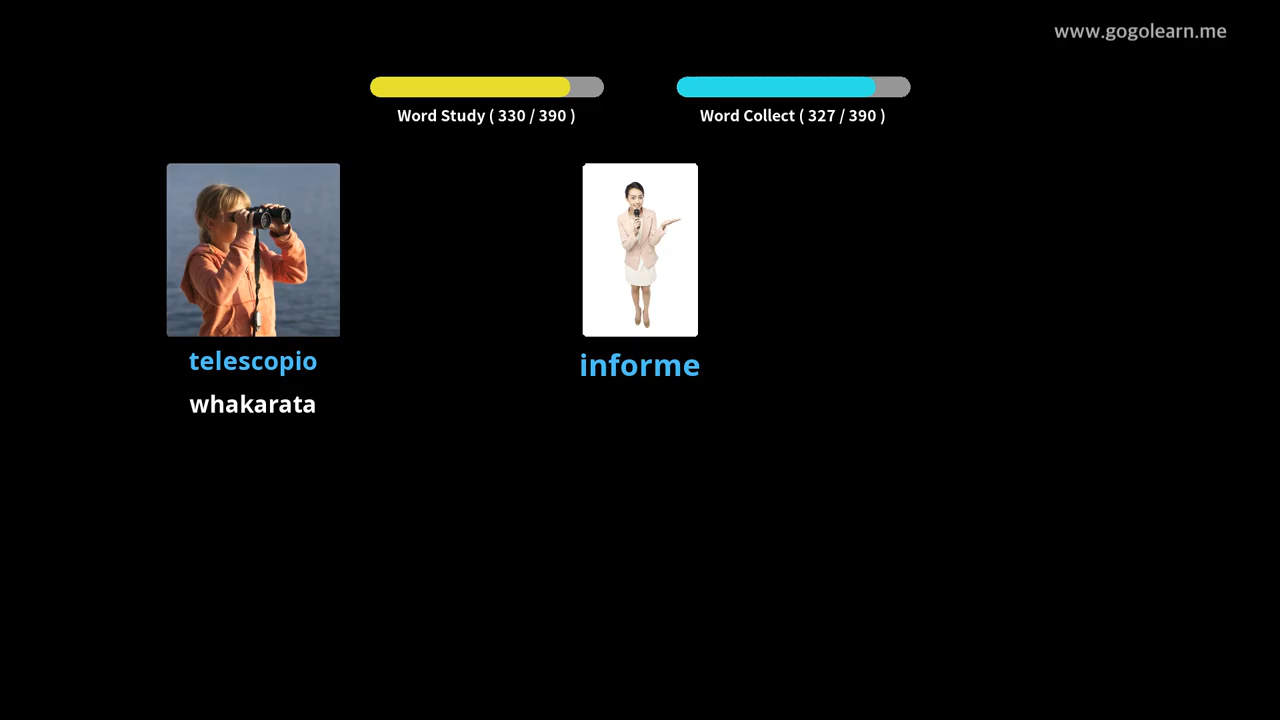 www.gogolearn.me
Word Study ( 330 / 390 )
Word Collect ( 327 / 390 )
telescopio
whakarata
informe